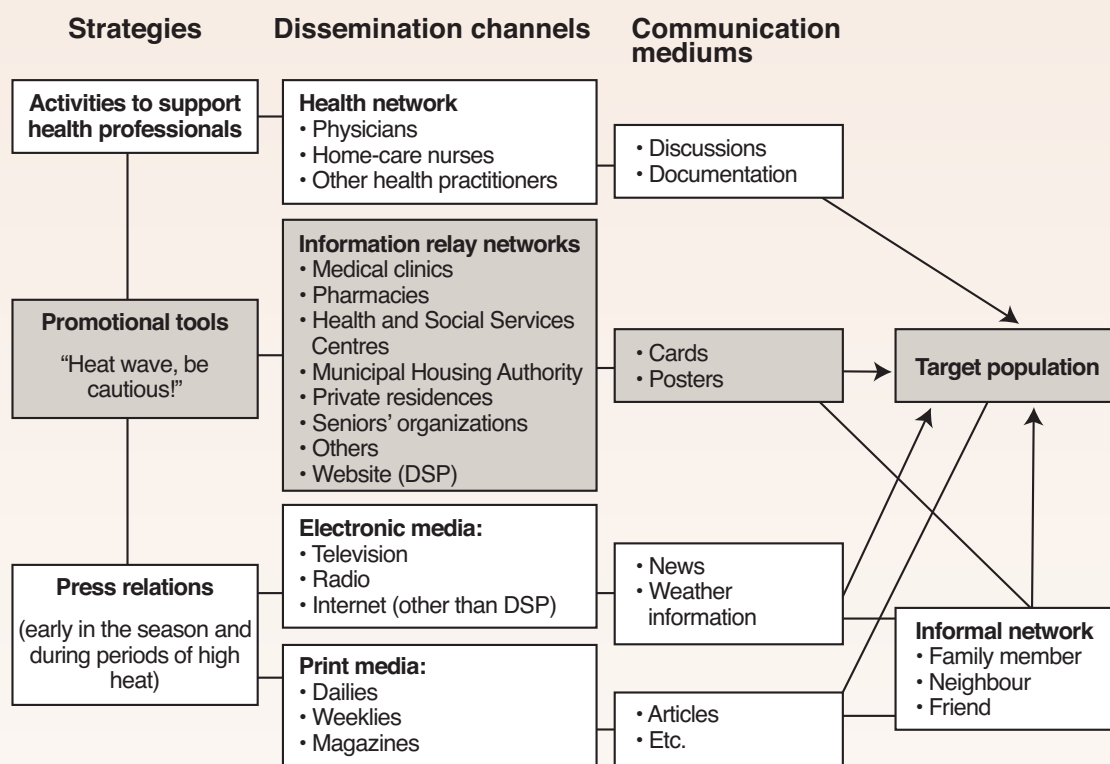 Strategies
Dissemination channels
Communication
mediums
Activities to support
health professionals
Health network
• Physicians
• Home-care nurses
• Other health practitioners
• Discussions
• Documentation
Promotional tools
“Heat wave, be
cautious!”
Information relay networks
• Medical clinics
• Pharmacies
• Health and Social Services
Centres
• Municipal Housing Authority
• Private residences
• Seniors’ organizations
• Others
• Website (DSP)
• Cards
• Posters
Target population
Press relations
(early in the season and
during periods of high
heat)
Electronic media:
• Television
• Radio
• Internet (other than DSP)
• News
• Weather
information
Print media:
• Dailies
• Weeklies
• Magazines
• Articles
• Etc.
Informal network
• Family member
• Neighbour
• Friend